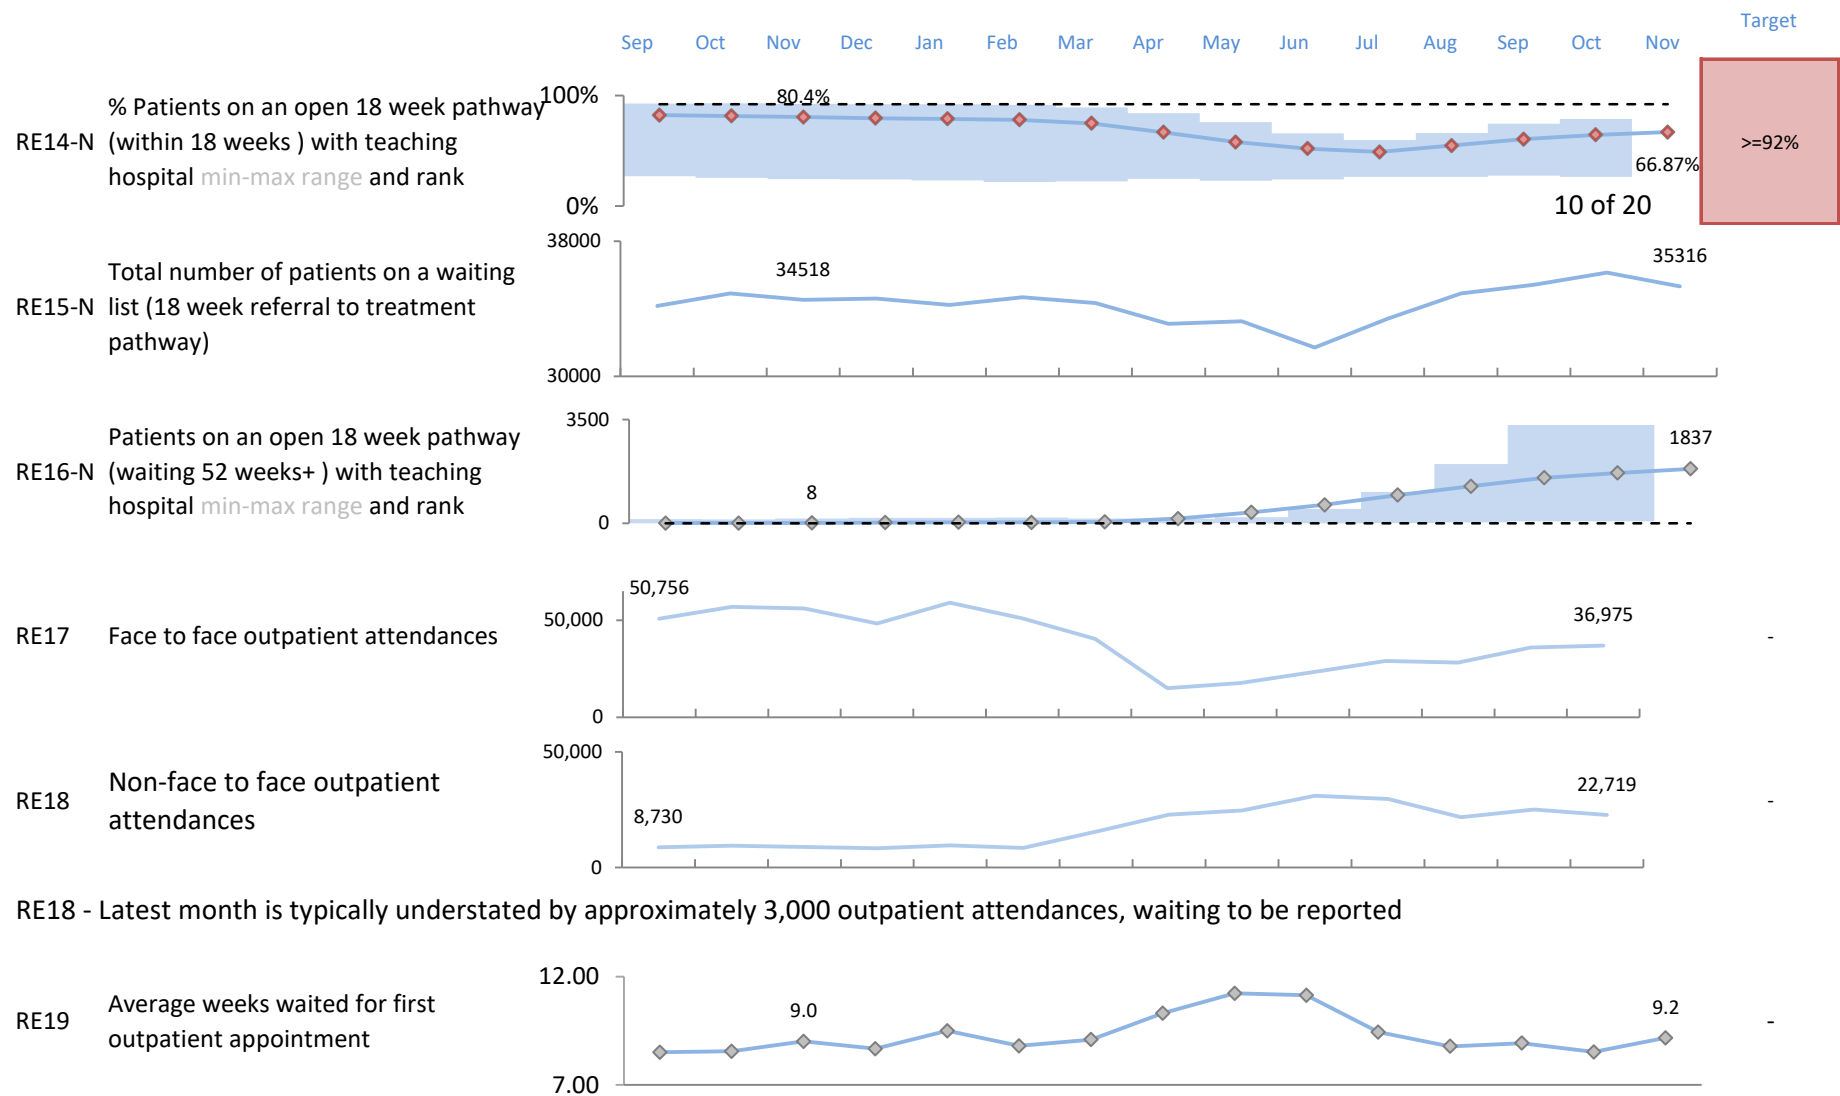 Target
Sep Oct Nov Dec Jan Feb Mar Apr May Jun Jul Aug Sep Oct Nov
RE14-N
% Patients on an open 18 week pathway
(within 18 weeks ) with teaching
hospital min-max range and rank
100%
0%
80.4%
66.87%
10 of 20
>=92%
RE15-N
Total number of patients on a waiting
list (18 week referral to treatment
pathway)
38000
30000
34518
35316
RE16-N
Patients on an open 18 week pathway
(waiting 52 weeks+ ) with teaching
hospital min-max range and rank
3500
0
8
1837
RE17
Face to face outpatient attendances
50,000
0
50,756
36,975
-
RE18
Non-face to face outpatient
attendances
50,000
0
8,730
22,719
-
RE18 - Latest month is typically understated by approximately 3,000 outpatient attendances, waiting to be reported
RE19
Average weeks waited for first
outpatient appointment
12.00
7.00
9.0
9.2
-